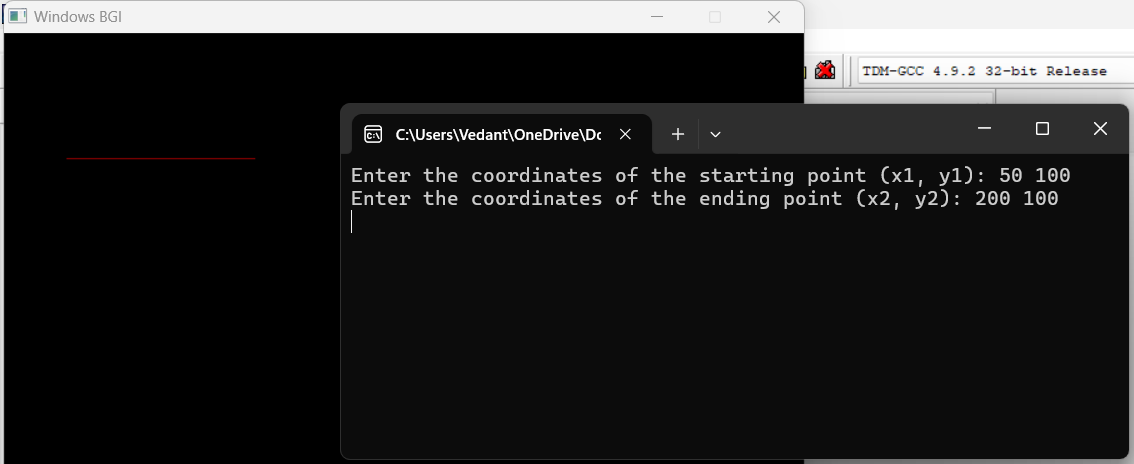 Windows BGI
TDM-GCC 4.9.2 32-bit Release
C:\Users\Vedant\OneDrive\Dc
Enter the coordinates of the starting point (x1, y1): 50 100
Enter the coordinates of the ending point (x2, y2): 200 100